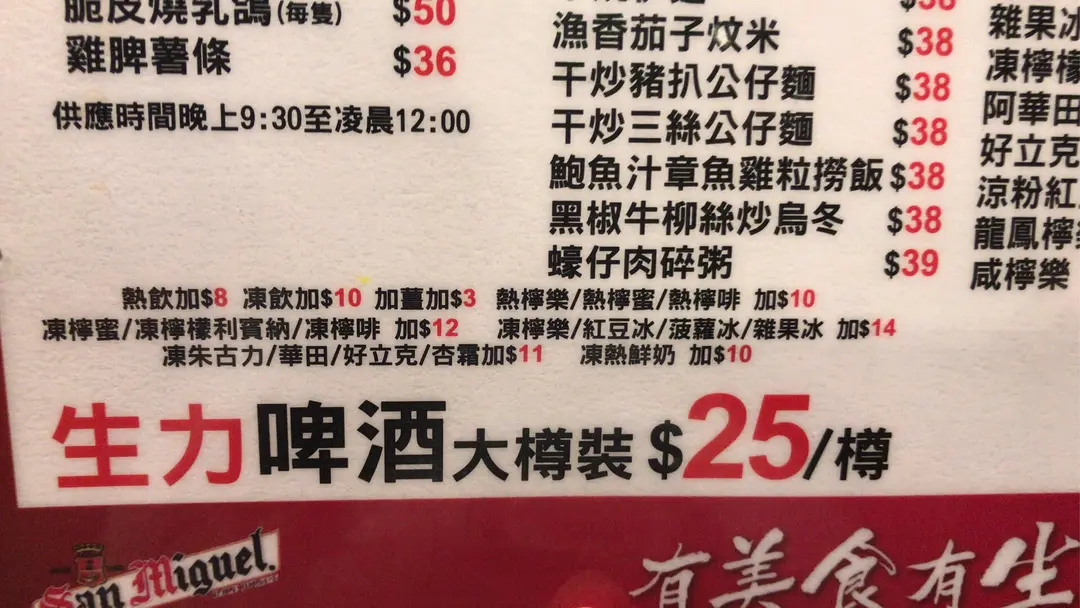 脆皮燒乳鴿(每隻) $50
雞脾薯條 $36
供應時間晚上9:30至凌晨12:00
漁香茄子炆米 $38
干炒豬扒公仔麵 $38
干炒三絲公仔麵 $38
鮑魚汁章魚雞粒撈飯 $38
黑椒牛柳絲炒烏冬 $38
蠔仔肉碎粥 $39
雜果冰
凍檸檬
阿華田
好立克
涼粉紅
龍鳳檸
咸檸樂
熱飲加$8 凍飲加$10 加薑加$3 熱檸樂/熱檸蜜/熱檸啡 加$10
凍檸蜜/凍檸檬利賓納/凍檸啡 加$12 凍檸樂/紅豆冰/菠蘿冰/雜果冰 加$14
凍朱古力/華田/好立克/杏霜加$11 凍熱鮮奶 加$10
生力啤酒大樽裝 $25/樽
San Miguel
有美食有生